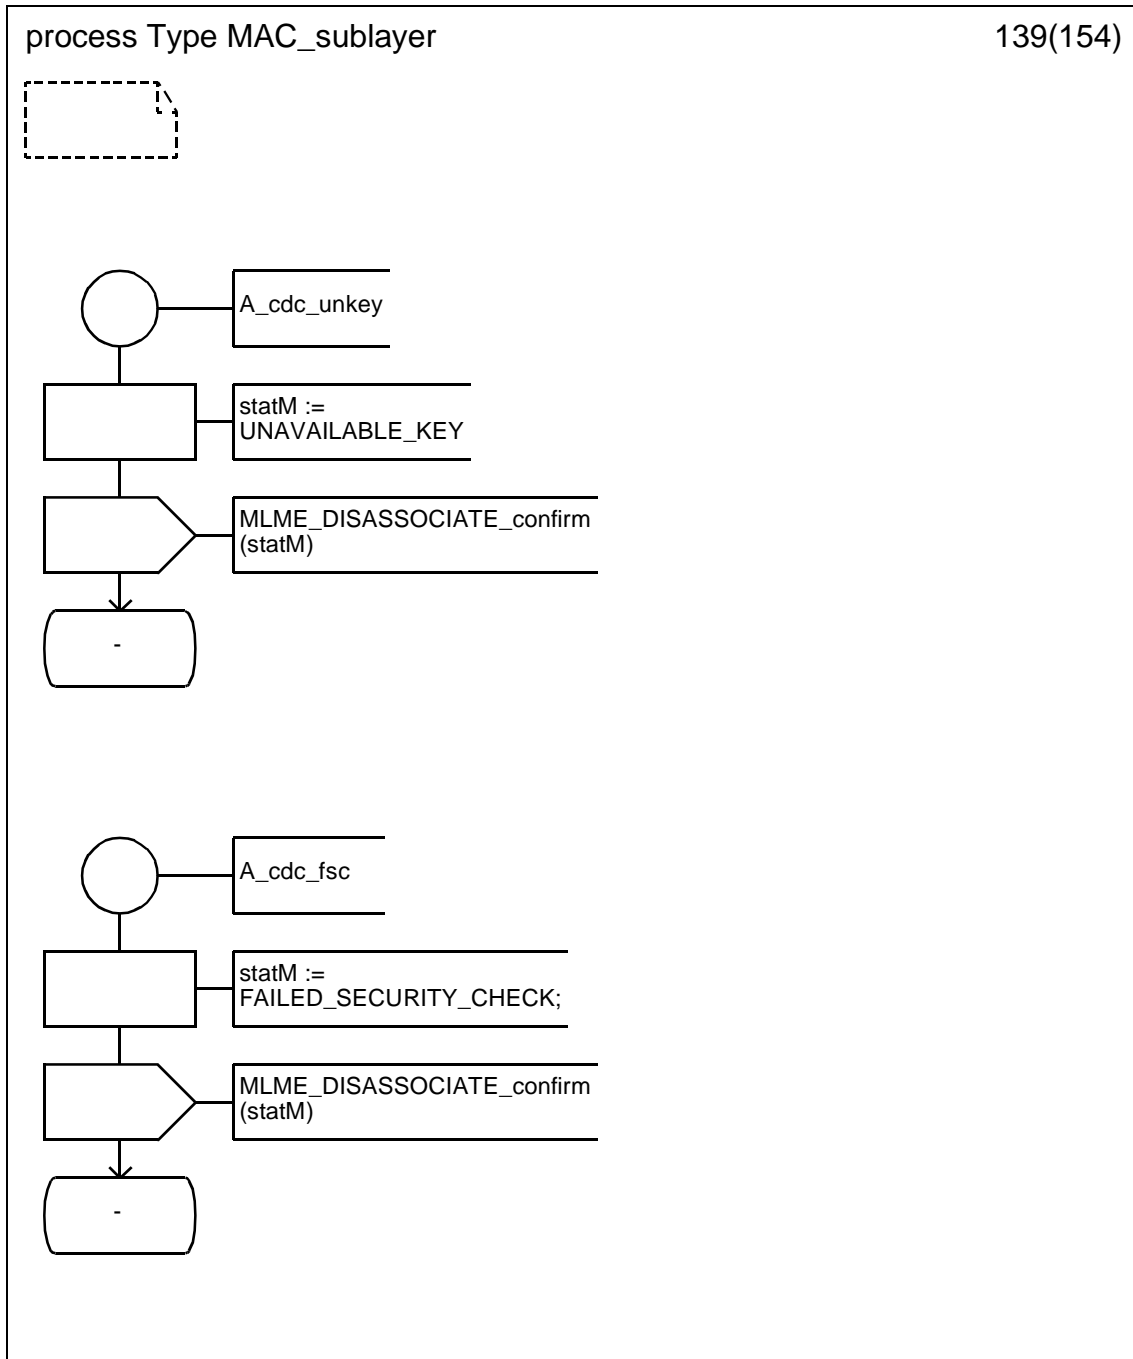 process Type MAC_sublayer 139(154)
A_cdc_unkey
statM :=
UNAVAILABLE_KEY
MLME_DISASSOCIATE_confirm
(statM)
-
A_cdc_fsc
statM :=
FAILED_SECURITY_CHECK;
MLME_DISASSOCIATE_confirm
(statM)
-